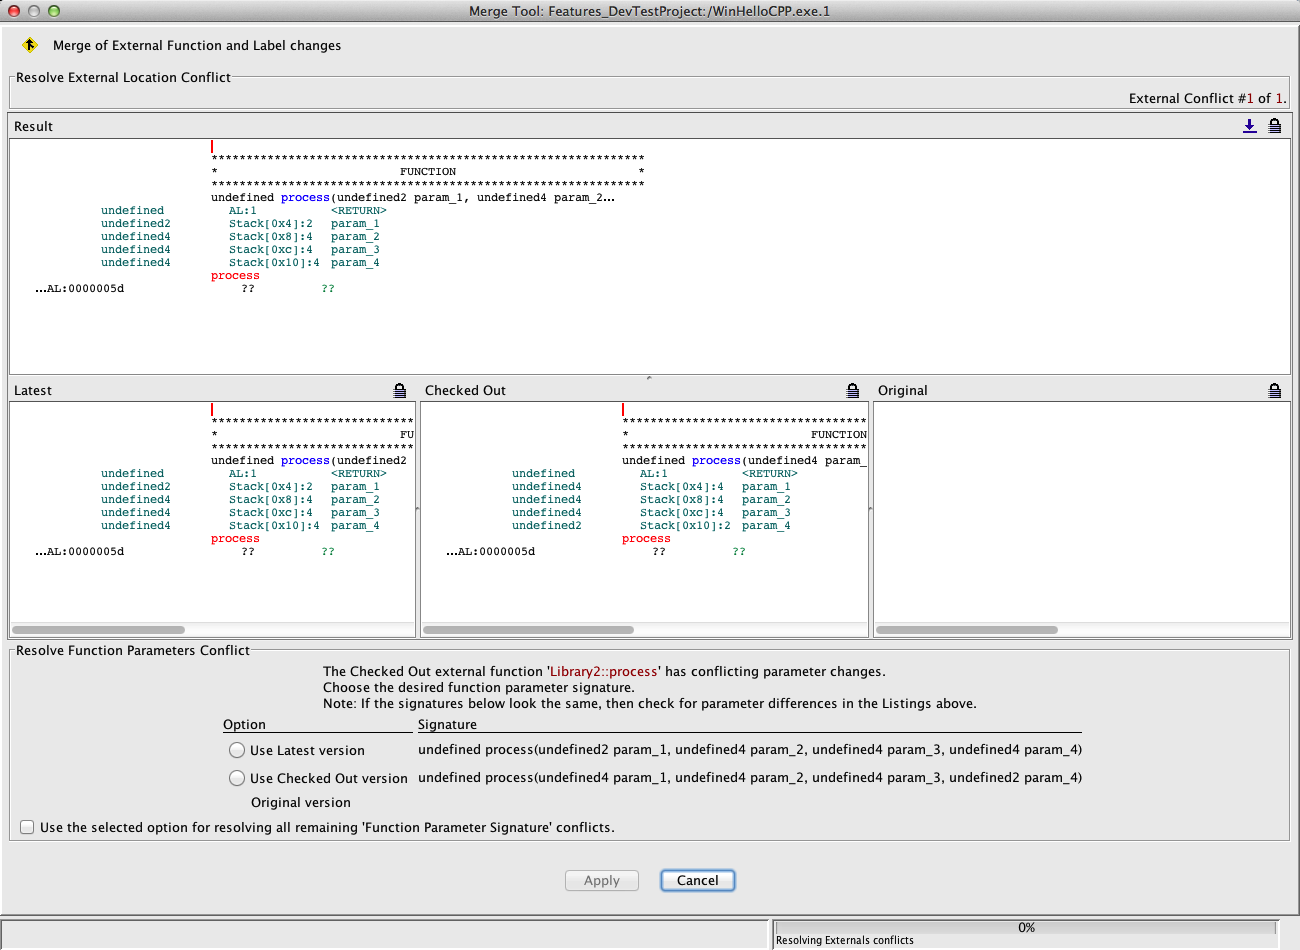 Merge Tool: Features_DevTestProject:/WinHelloCPP.exe.1
Merge of External Function and Label changes
Resolve External Location Conflict
External Conflict #1 of 1.
Result
*****************************************************************
* FUNCTION *
*****************************************************************
undefined process(undefined2 param_1, undefined4 param_2...
undefined AL:1 <RETURN>
undefined2 Stack[0x4]:2 param_1
undefined4 Stack[0x8]:4 param_2
undefined4 Stack[0xc]:4 param_3
undefined4 Stack[0x10]:4 param_4
process
...AL:0000005d ?? ??
Latest
*****************************
* FU
*****************************
undefined process(undefined2
undefined AL:1 <RETURN>
undefined2 Stack[0x4]:2 param_1
undefined4 Stack[0x8]:4 param_2
undefined4 Stack[0xc]:4 param_3
undefined4 Stack[0x10]:4 param_4
process
...AL:0000005d ?? ??
Checked Out
***********************************
* FUNCTION
***********************************
undefined process(undefined4 param_
undefined AL:1 <RETURN>
undefined4 Stack[0x4]:4 param_1
undefined4 Stack[0x8]:4 param_2
undefined4 Stack[0xc]:4 param_3
undefined2 Stack[0x10]:2 param_4
process
...AL:0000005d ?? ??
Original
Resolve Function Parameters Conflict
The Checked Out external function 'Library2::process' has conflicting parameter changes.
Choose the desired function parameter signature.
Note: If the signatures below look the same, then check for parameter differences in the Listings above.
Option Signature
Use Latest version undefined process(undefined2 param_1, undefined4 param_2, undefined4 param_3, undefined4 param_4)
Use Checked Out version undefined process(undefined4 param_1, undefined4 param_2, undefined4 param_3, undefined2 param_4)
Original version
Use the selected option for resolving all remaining 'Function Parameter Signature' conflicts.
Apply Cancel
0%
Resolving Externals conflicts